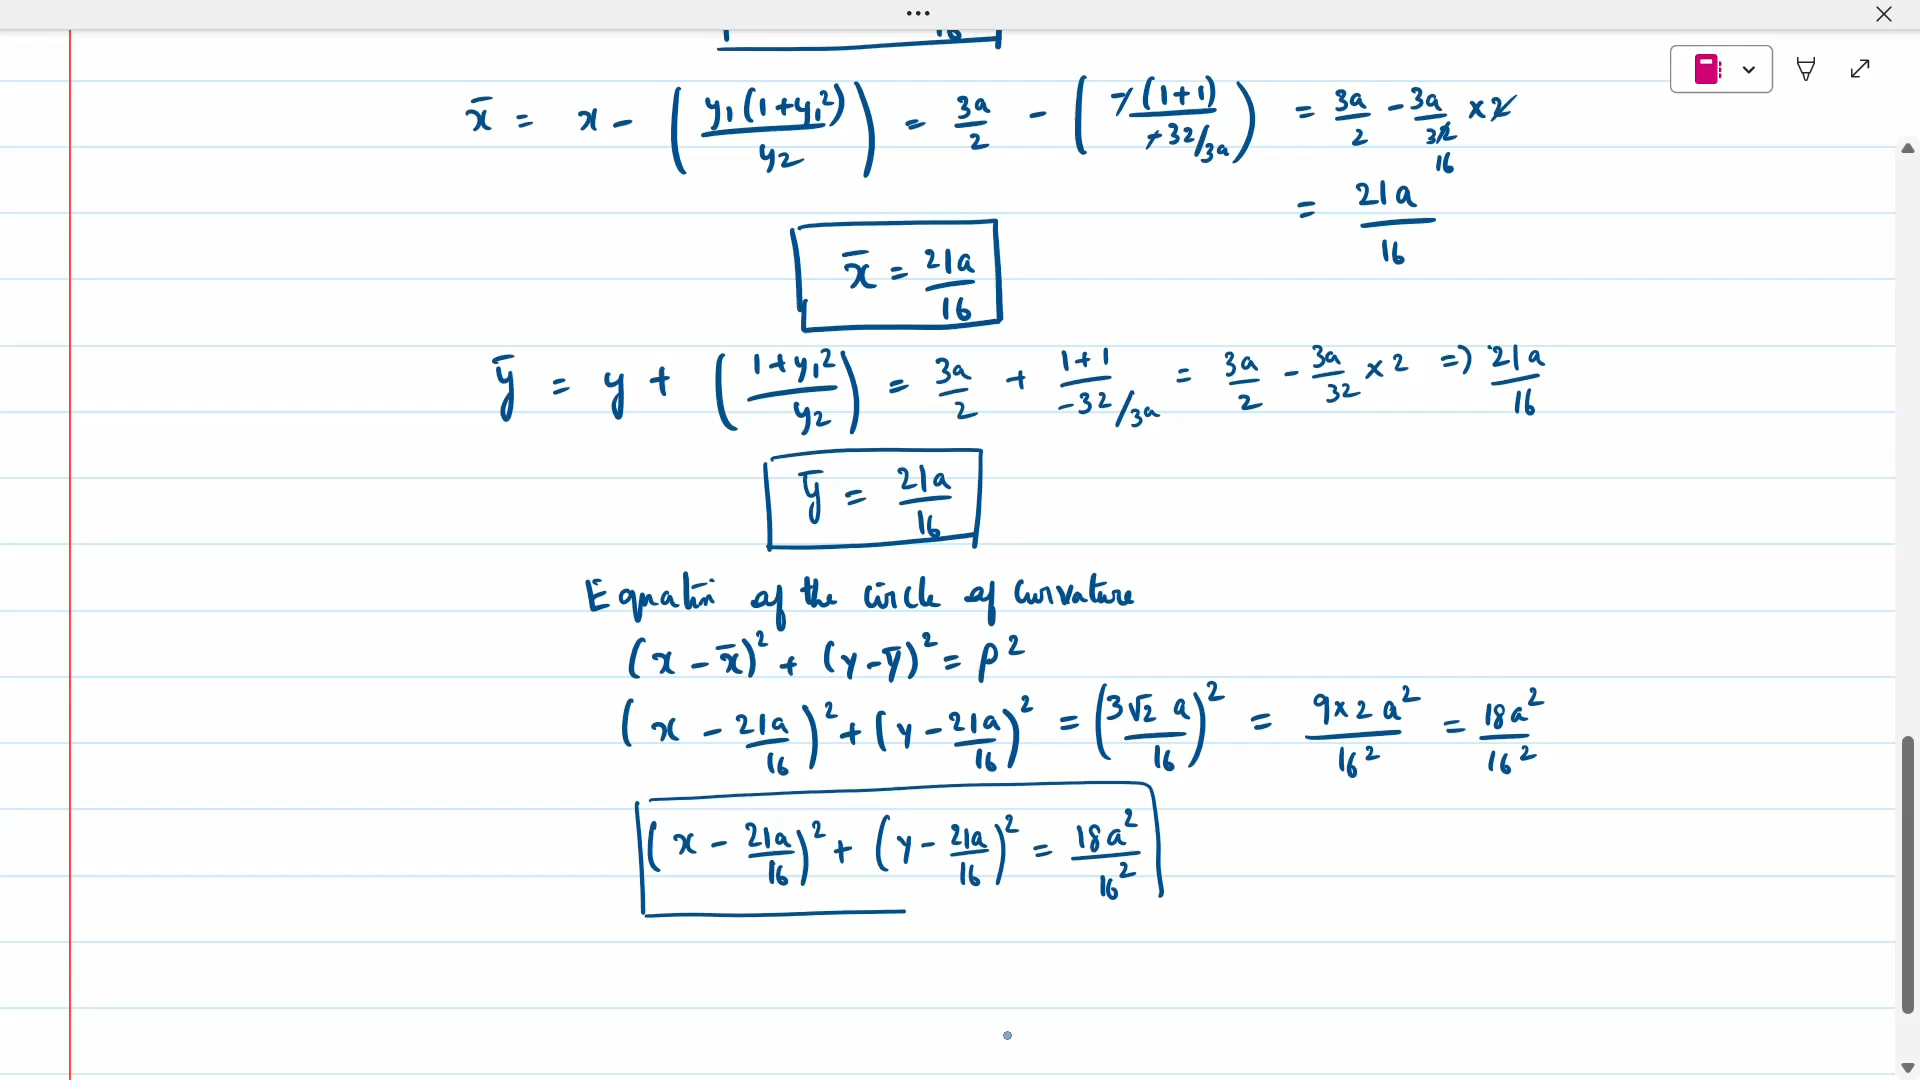 x̄ = x - (y₁(1+y₁²)/y₂) = 3a/2 - (-1(1+1)/(-32/3a)) = 3a/2 - 3a/32 × 2
16
= 21a/16
x̄ = 21a/16
ȳ = y + (1+y₁²/y₂) = 3a/2 + 1+1/(-32/3a) = 3a/2 - 3a/32 × 2 => 21a/16
ȳ = 21a/16
Equation of the circle of curvature
(x - x̄)² + (y - ȳ)² = ρ²
(x - 21a/16)² + (y - 21a/16)² = (3√2 a/16)² = 9×2a²/16² = 18a²/16²
(x - 21a/16)² + (y - 21a/16)² = 18a²/16²